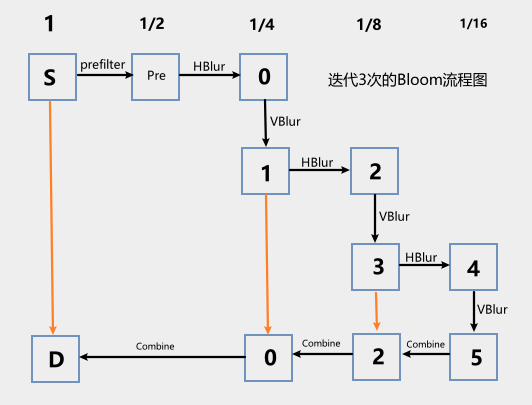 1 1/2 1/4 1/8 1/16
prefilter HBlur
S Pre 0 迭代3次的Bloom流程图
VBlur
HBlur
1 2
VBlur
HBlur
3 4
VBlur
Combine Combine Combine
D 0 2 5